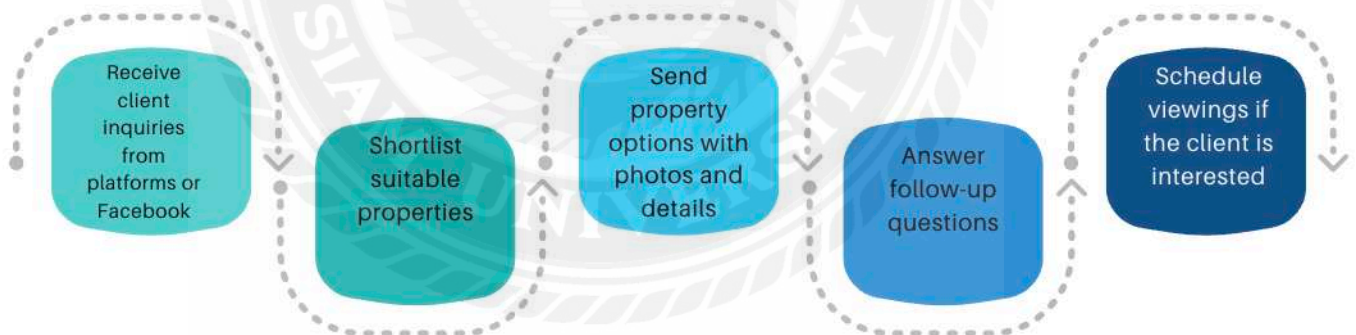 Receive
client
inquiries
from
platforms or
Facebook
Shortlist
suitable
properties
Send
property
options with
photos and
details
Answer
follow-up
questions
Schedule
viewings if
the client is
interested
UNIVERSITY